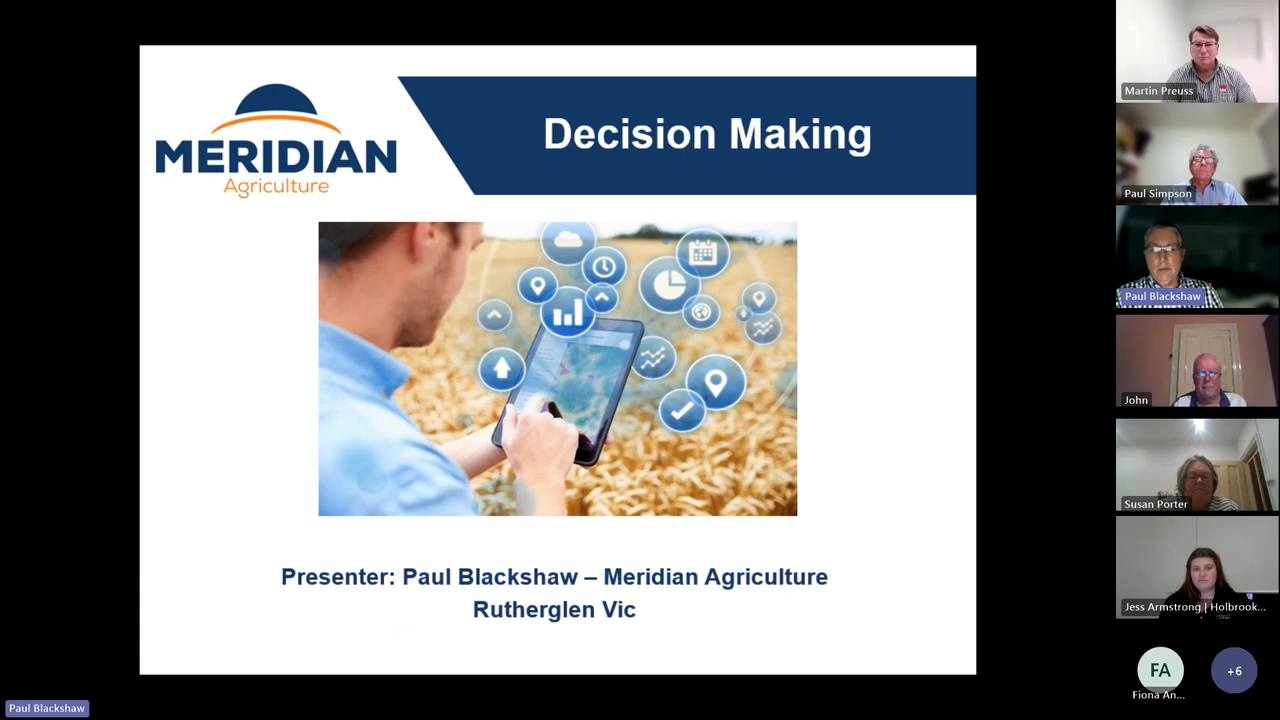 MERIDIAN
Agriculture
Decision Making
Presenter: Paul Blackshaw – Meridian Agriculture
Rutherglen Vic
Martin Preuss
Paul Simpson
Paul Blackshaw
John
Susan Porter
Jess Armstrong | Holbrook...
FA
+6
Fiona An...
Paul Blackshaw